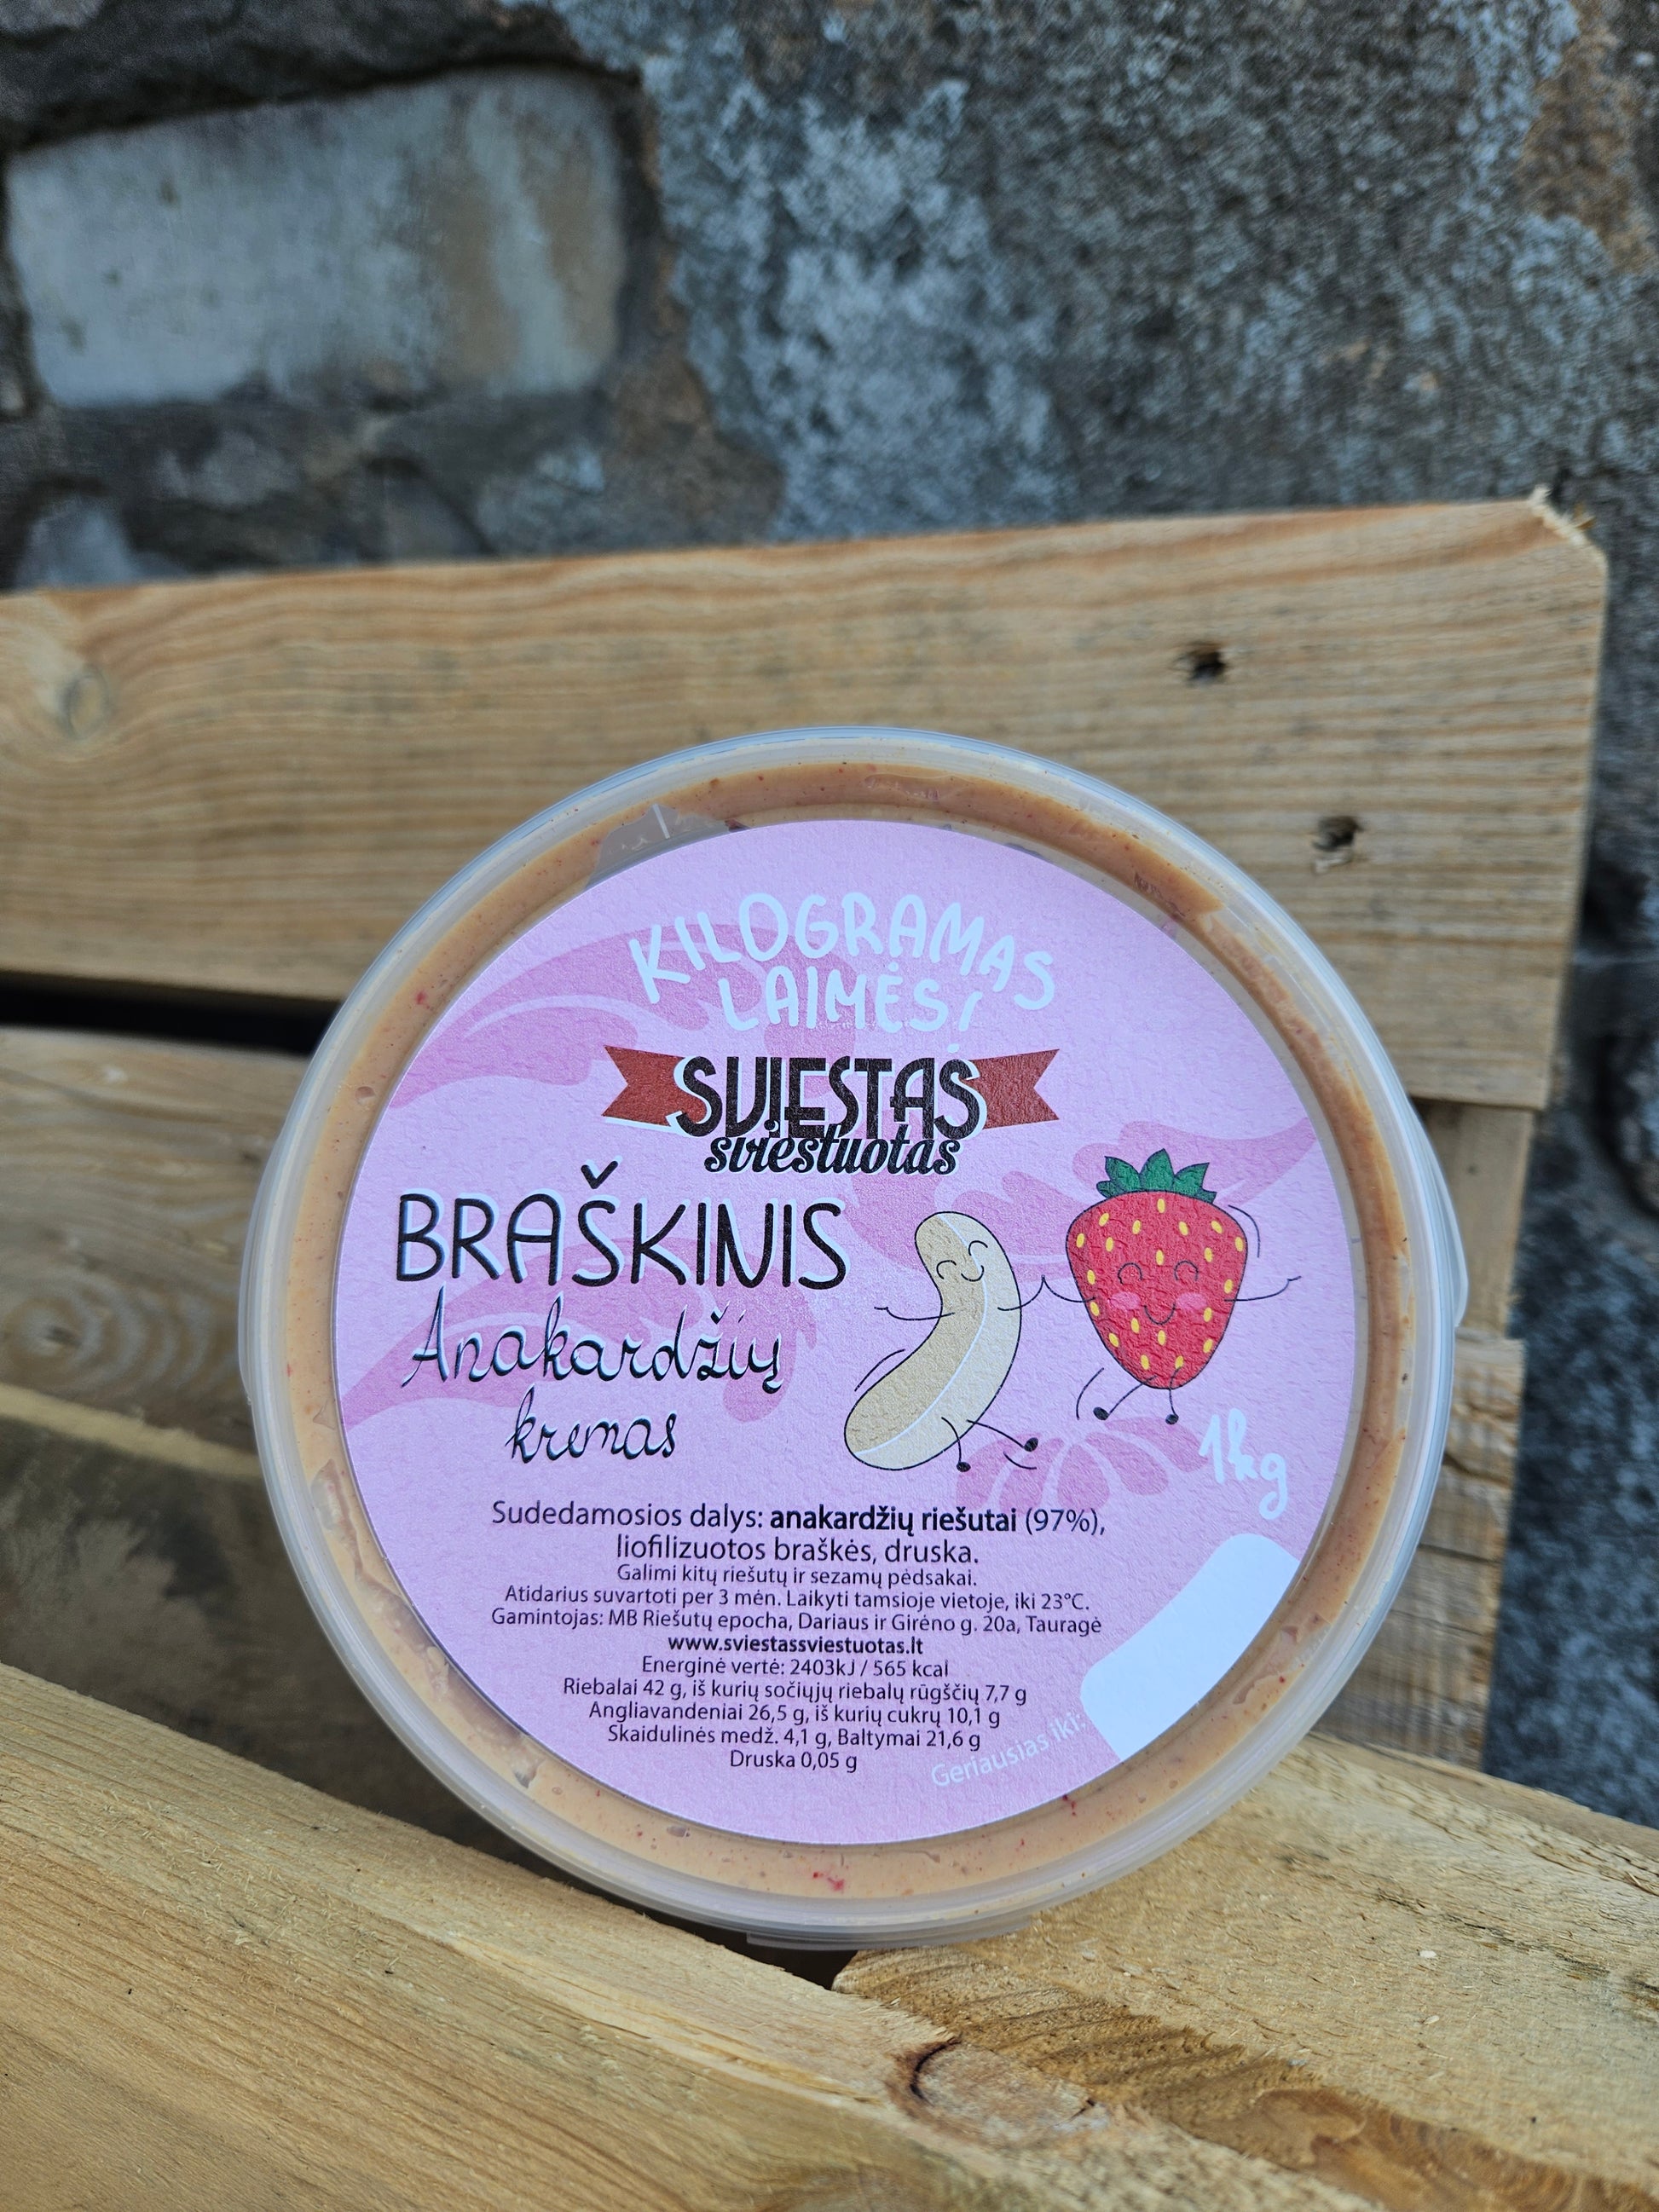 KILOGRAMAS
LAIMĖS!
SVIESTAS
sviestuotas
BRAŠKINIS
Anakardžių
kremas
1kg
Sudedamosios dalys: anakardžių riešutai (97%),
liofilizuotos braškės, druska.
Galimi kitų riešutų ir sezamų pėdsakai.
Atidarius suvartoti per 3 mėn. Laikyti tamsioje vietoje, iki 23°C.
Gamintojas: MB Riešutų epocha, Dariaus ir Girėno g. 20a, Tauragė
www.sviestassviestuotas.lt
Energinė vertė: 2403kJ / 565 kcal
Riebalai 42 g, iš kurių sočiųjų riebalų rūgščių 7,7 g
Angliavandeniai 26,5 g, iš kurių cukrų 10,1 g
Skaidulinės medž. 4,1 g, Baltymai 21,6 g
Druska 0,05 g
Geriausias iki: